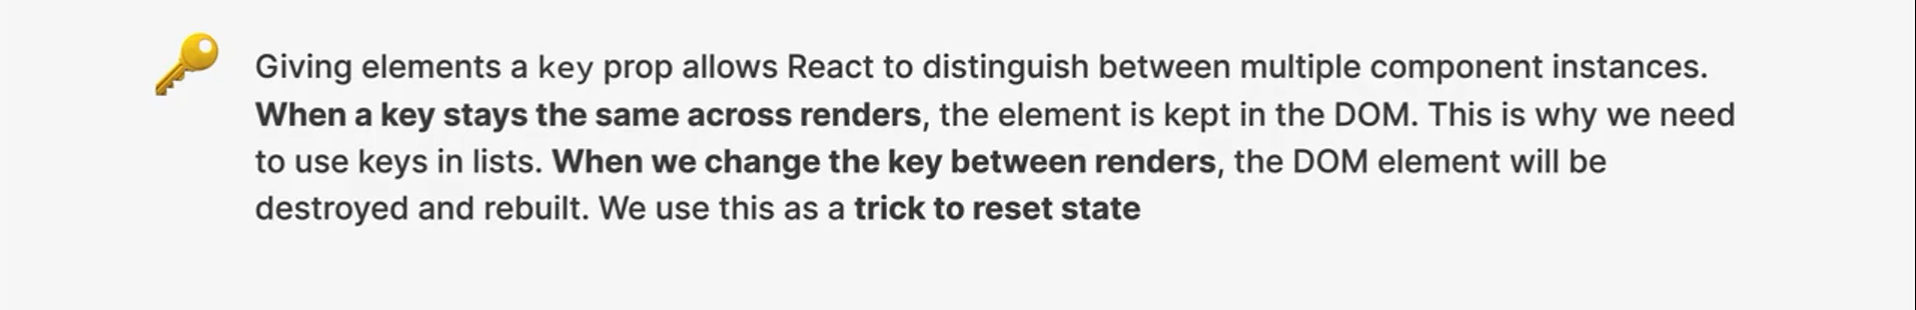 Giving elements a key prop allows React to distinguish between multiple component instances.
When a key stays the same across renders, the element is kept in the DOM. This is why we need
to use keys in lists. When we change the key between renders, the DOM element will be
destroyed and rebuilt. We use this as a trick to reset state